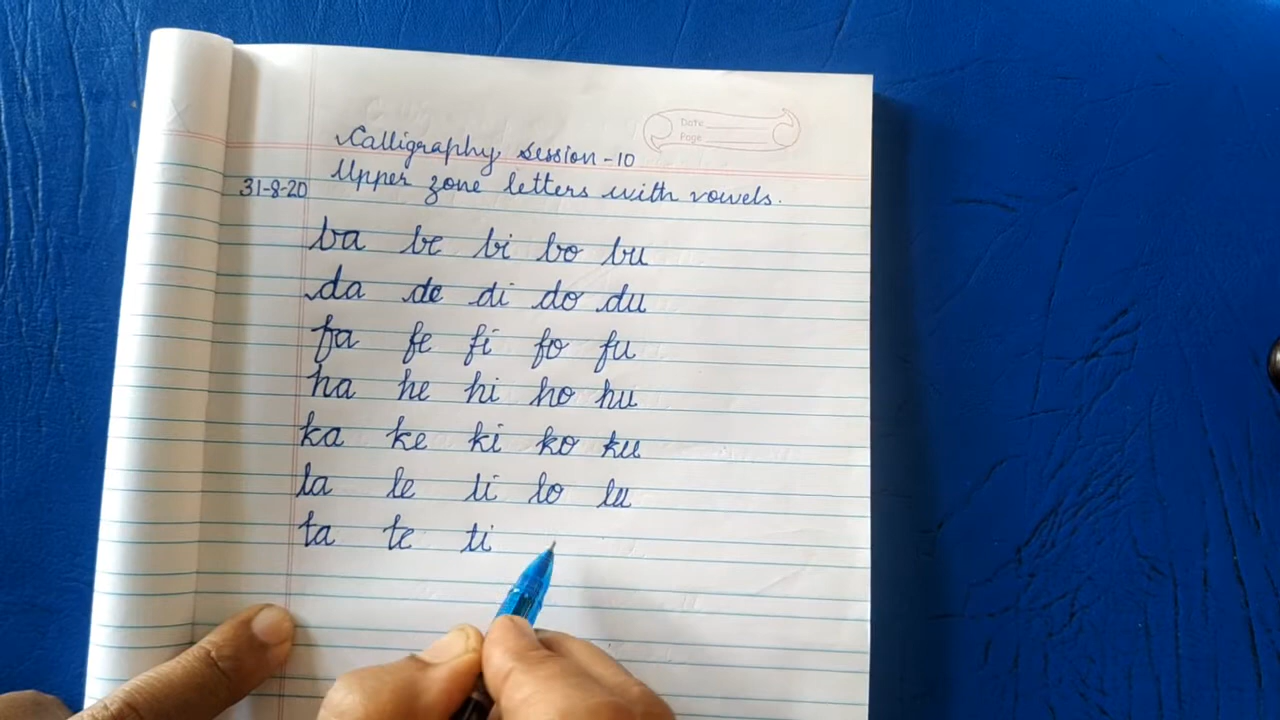 Date
Page
Calligraphy session-10
31-8-20 Upper zone letters with vowels.
ba be bi bo bu
da de di do du
fa fe fi fo fu
ha he hi ho hu
ka ke ki ko ku
la le li lo lu
ta te ti